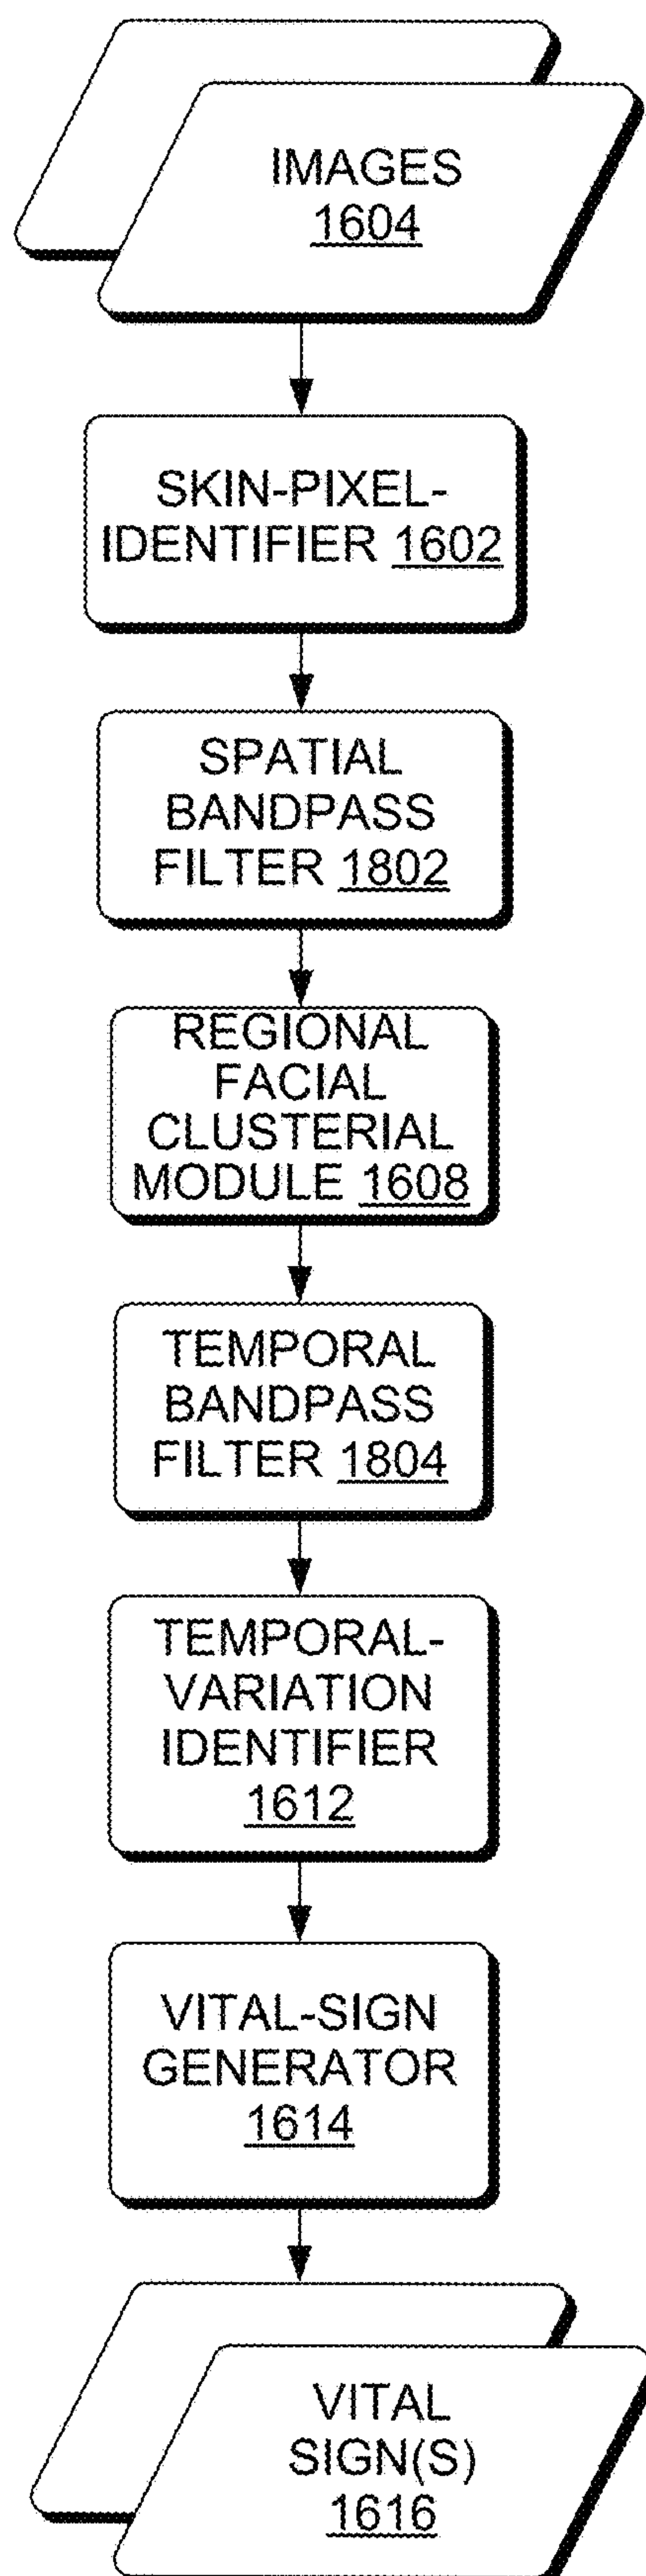 IMAGES
1604
SKIN-PIXEL-
IDENTIFIER 1602
SPATIAL
BANDPASS
FILTER 1802
REGIONAL
FACIAL
CLUSTERIAL
MODULE 1608
TEMPORAL
BANDPASS
FILTER 1804
TEMPORAL-
VARIATION
IDENTIFIER
1612
VITAL-SIGN
GENERATOR
1614
VITAL
SIGN(S)
1616